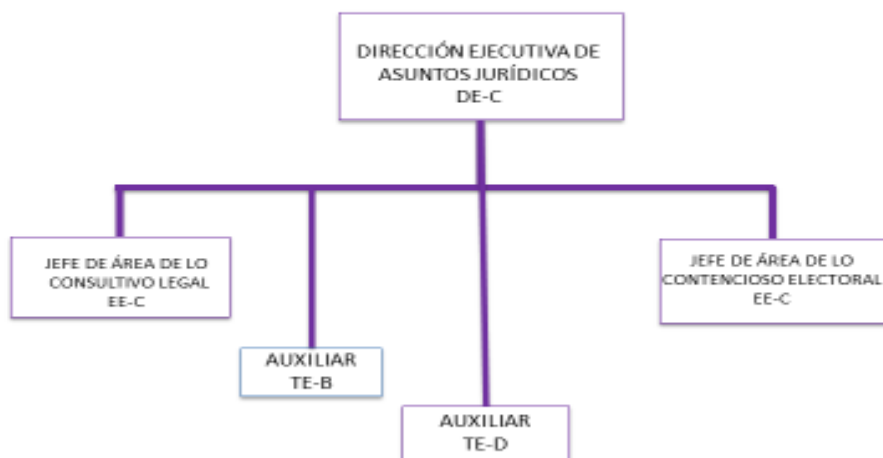 DIRECCIÓN EJECUTIVA DE
ASUNTOS JURÍDICOS
DE-C
JEFE DE ÁREA DE LO
CONSULTIVO LEGAL
EE-C
JEFE DE ÁREA DE LO
CONTENCIOSO ELECTORAL
EE-C
AUXILIAR
TE-B
AUXILIAR
TE-D